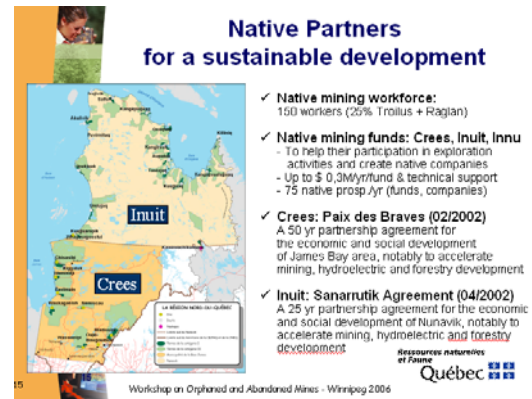 Native Partners
for a sustainable development
✓ Native mining workforce:
150 workers (25% Troilus + Raglan)
✓ Native mining funds: Crees, Inuit, Innu
- To help their participation in exploration
activities and create native companies
- Up to $ 0,3M/yr/fund & technical support
- 75 native prosp./yr (funds, companies)
✓ Crees: Paix des Braves (02/2002)
A 50 yr partnership agreement for
the economic and social development
of James Bay area, notably to accelerate
mining, hydroelectric and forestry development
✓ Inuit: Sanarrutik Agreement (04/2002)
A 25 yr partnership agreement for the economic
and social development of Nunavik, notably to
accelerate mining, hydroelectric and forestry
development
Inuit
Crees
LA RÉGION NORD-DU-QUÉBEC
Ressources naturelles
et Faune
Québec
15
Workshop on Orphaned and Abandoned Mines - Winnipeg 2006